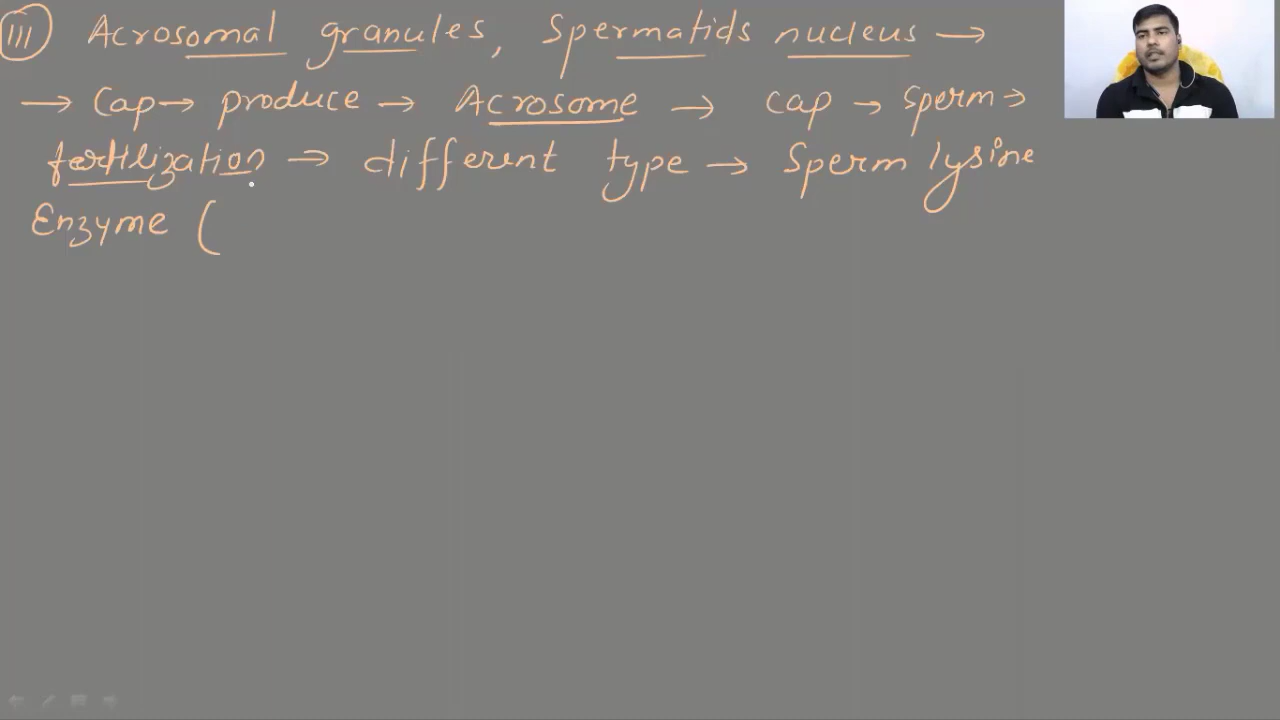 (III) Acrosomal granules, Spermatids nucleus →
→ Cap → produce → Acrosome → cap → sperm →
fertilization → different type → Sperm lysine
Enzyme (